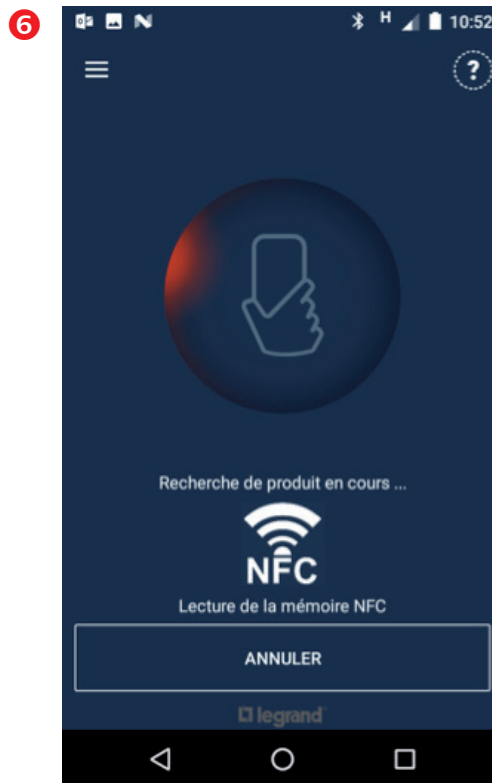 6
H 10:52
?
Recherche de produit en cours ...
NFC
Lecture de la mémoire NFC
ANNULER
legrand